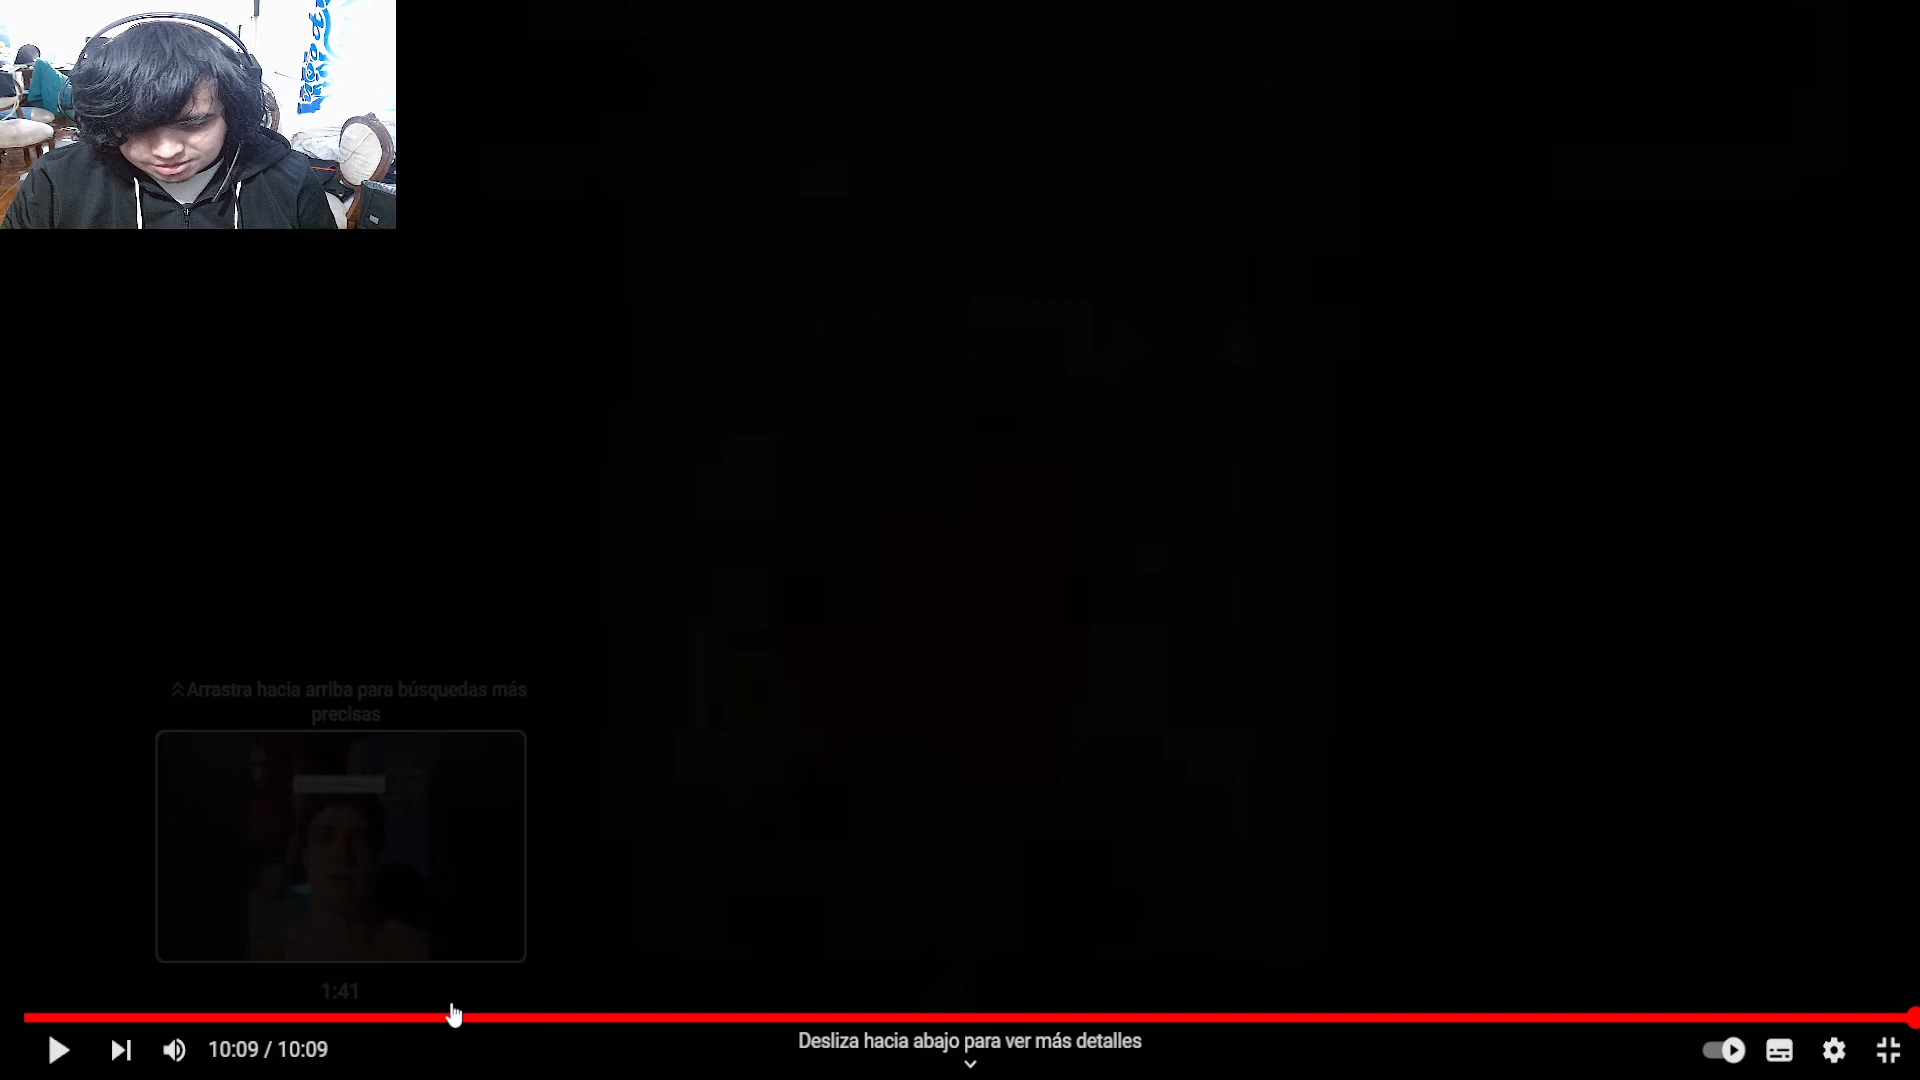 Arrastra hacia arriba para búsquedas más
precisas
1:41
10:09 / 10:09
Desliza hacia abajo para ver más detalles